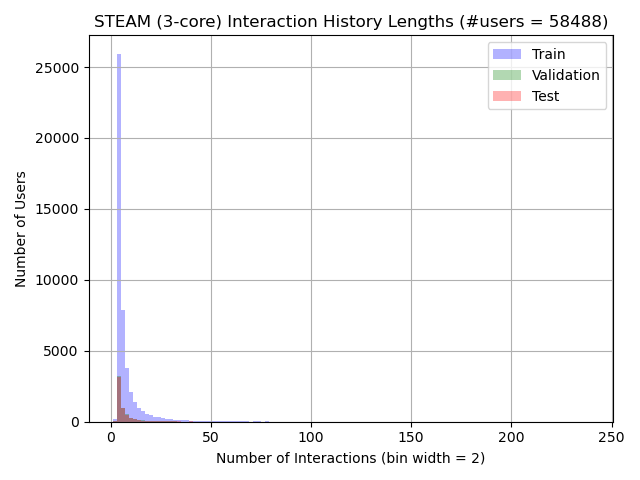 STEAM (3-core) Interaction History Lengths (#users = 58488)
Train
Validation
Test
Number of Users
25000
20000
15000
10000
5000
0
0 50 100 150 200 250
Number of Interactions (bin width = 2)